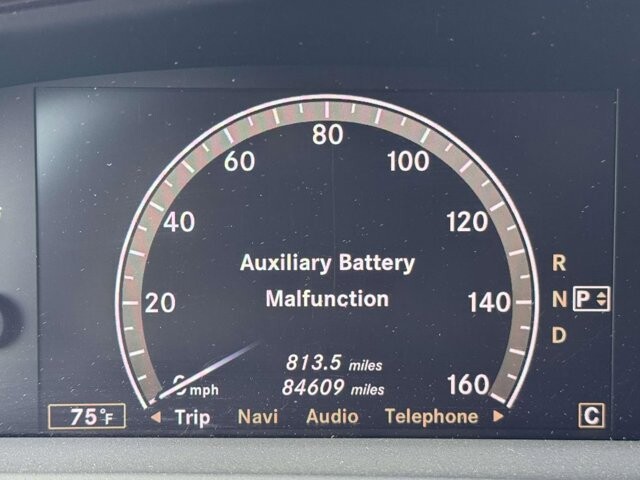 80
60
100
40
120
Auxiliary Battery
R
Malfunction
20
140
N P
D
813.5 miles
0 mph
84609 miles
160
75°F
Trip Navi Audio Telephone
C